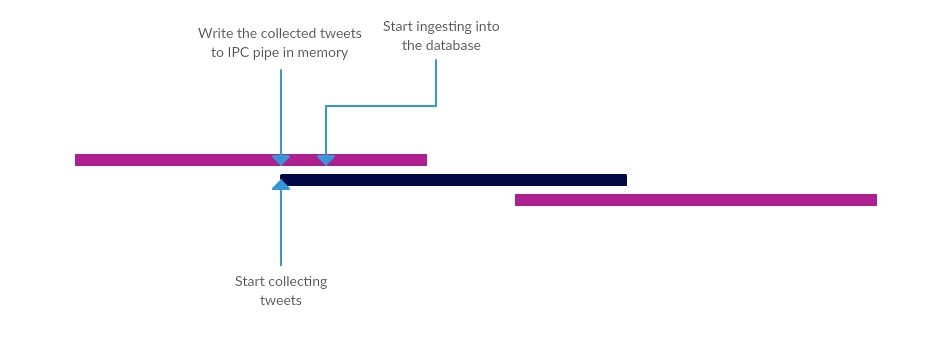 Write the collected tweets
to IPC pipe in memory
Start ingesting into
the database
Start collecting
tweets